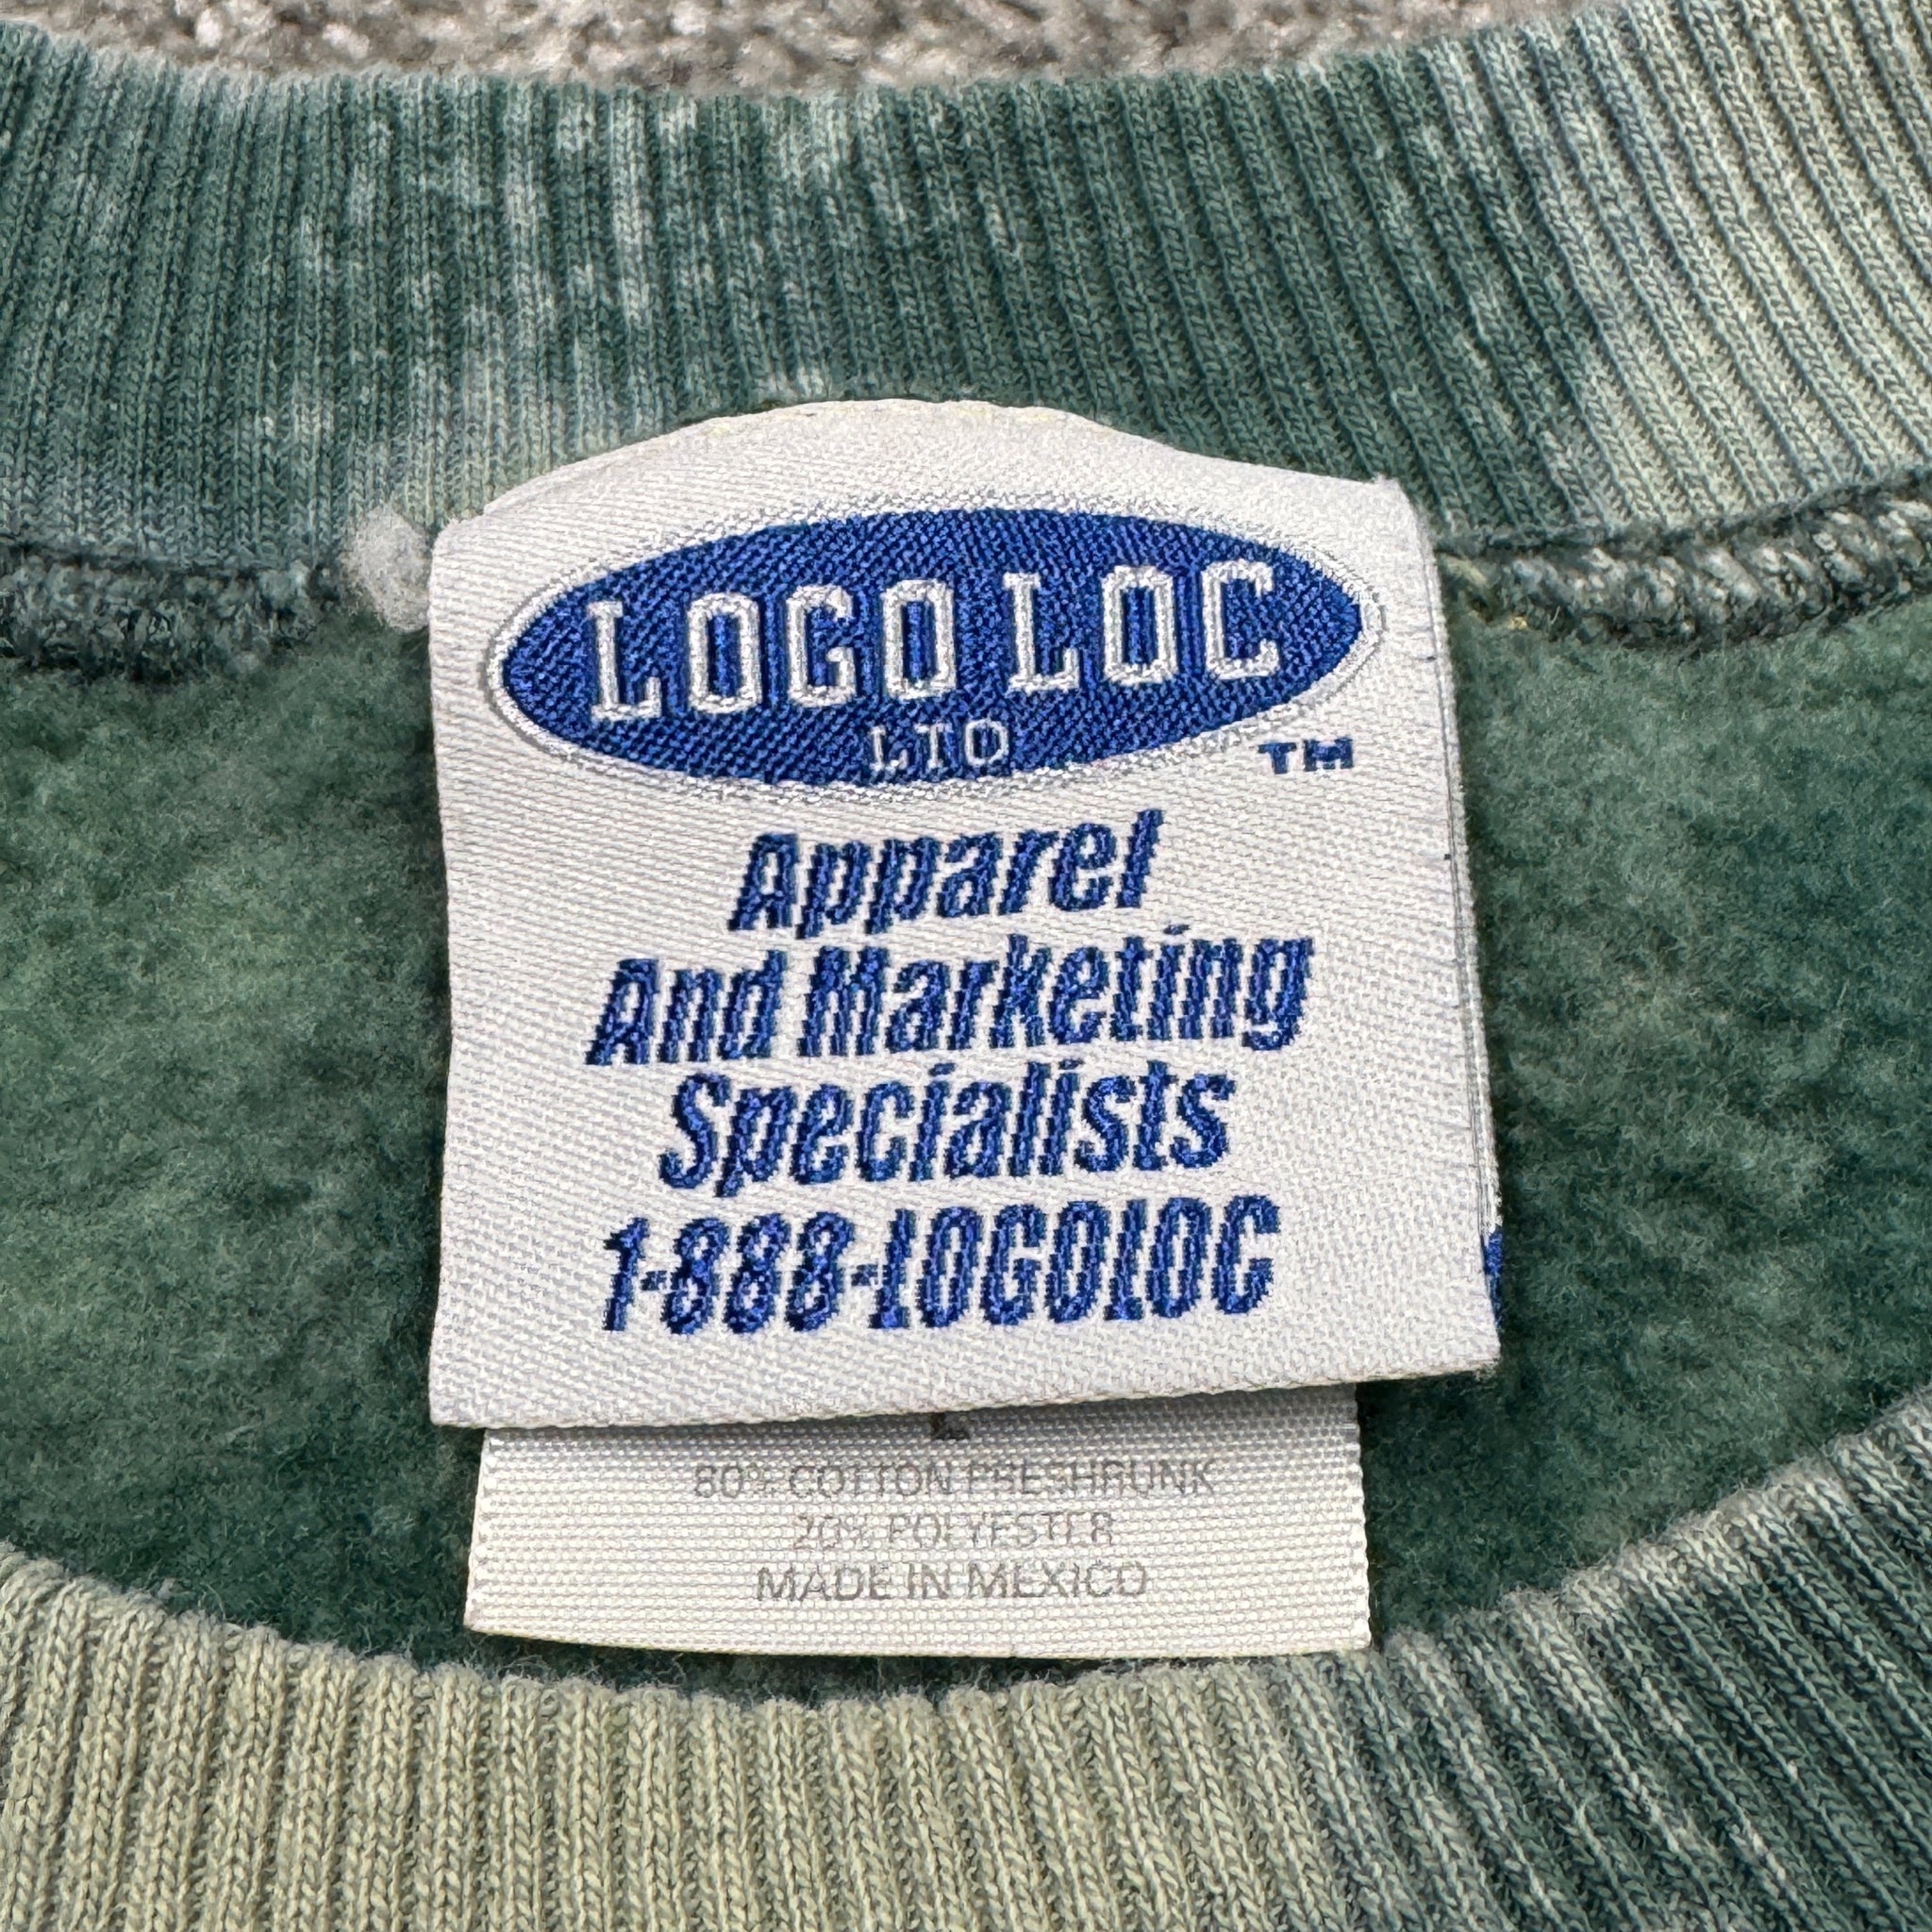 LOGO LOC
LTD
TM
Apparel
And Marketing
Specialists
1-888-LOGOLOC
80% COTTON PRESHRUNK
20% POLYESTER
MADE IN MEXICO